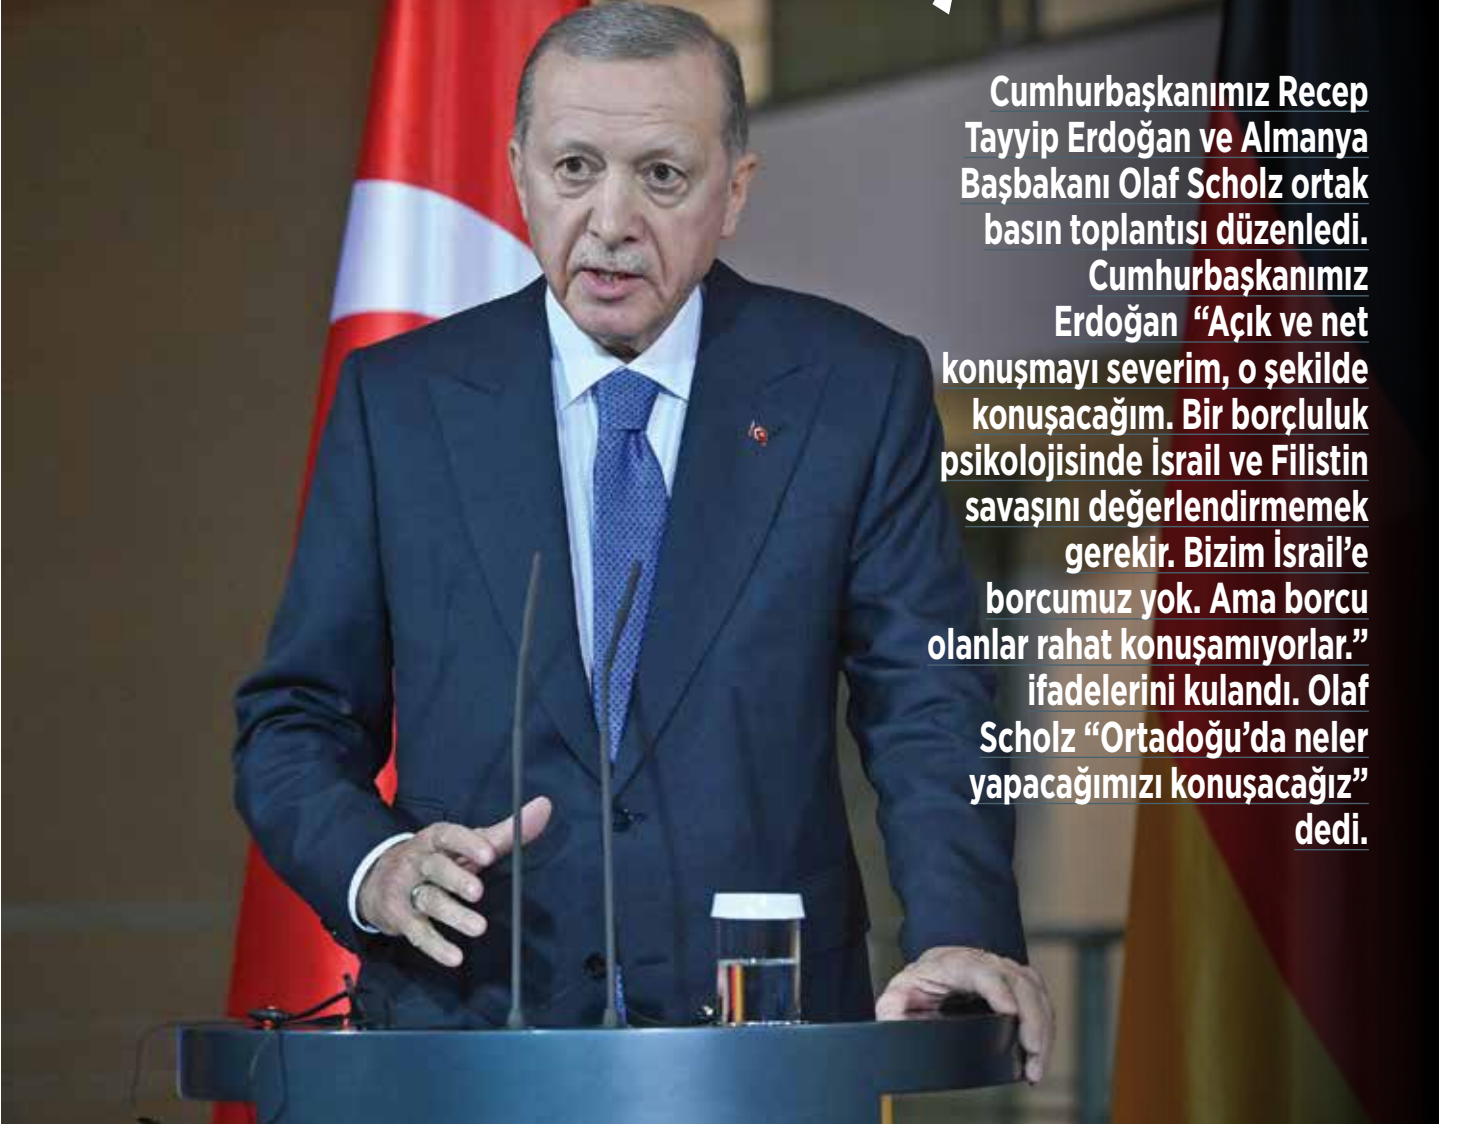 Cumhurbaşkanımız Recep
Tayyip Erdoğan ve Almanya
Başbakanı Olaf Scholz ortak
basın toplantısı düzenledi.
Cumhurbaşkanımız
Erdoğan “Açık ve net
konuşmayı severim, o şekilde
konuşacağım. Bir borçluluk
psikolojisinde İsrail ve Filistin
savaşını değerlendirmemek
gerekir. Bizim İsrail’e
borcumuz yok. Ama borcu
olanlar rahat konuşamıyorlar.”
ifadelerini kulandı. Olaf
Scholz “Ortadoğu’da neler
yapacağımızı konuşacağız”
dedi.